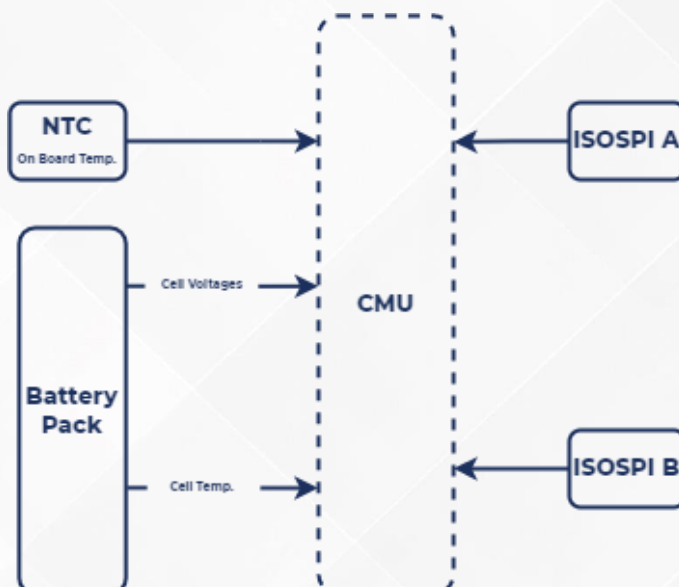 NTC
On Board Temp.
ISOSPI A
Cell Voltages
CMU
Battery
Pack
ISOSPI B
Cell Temp.